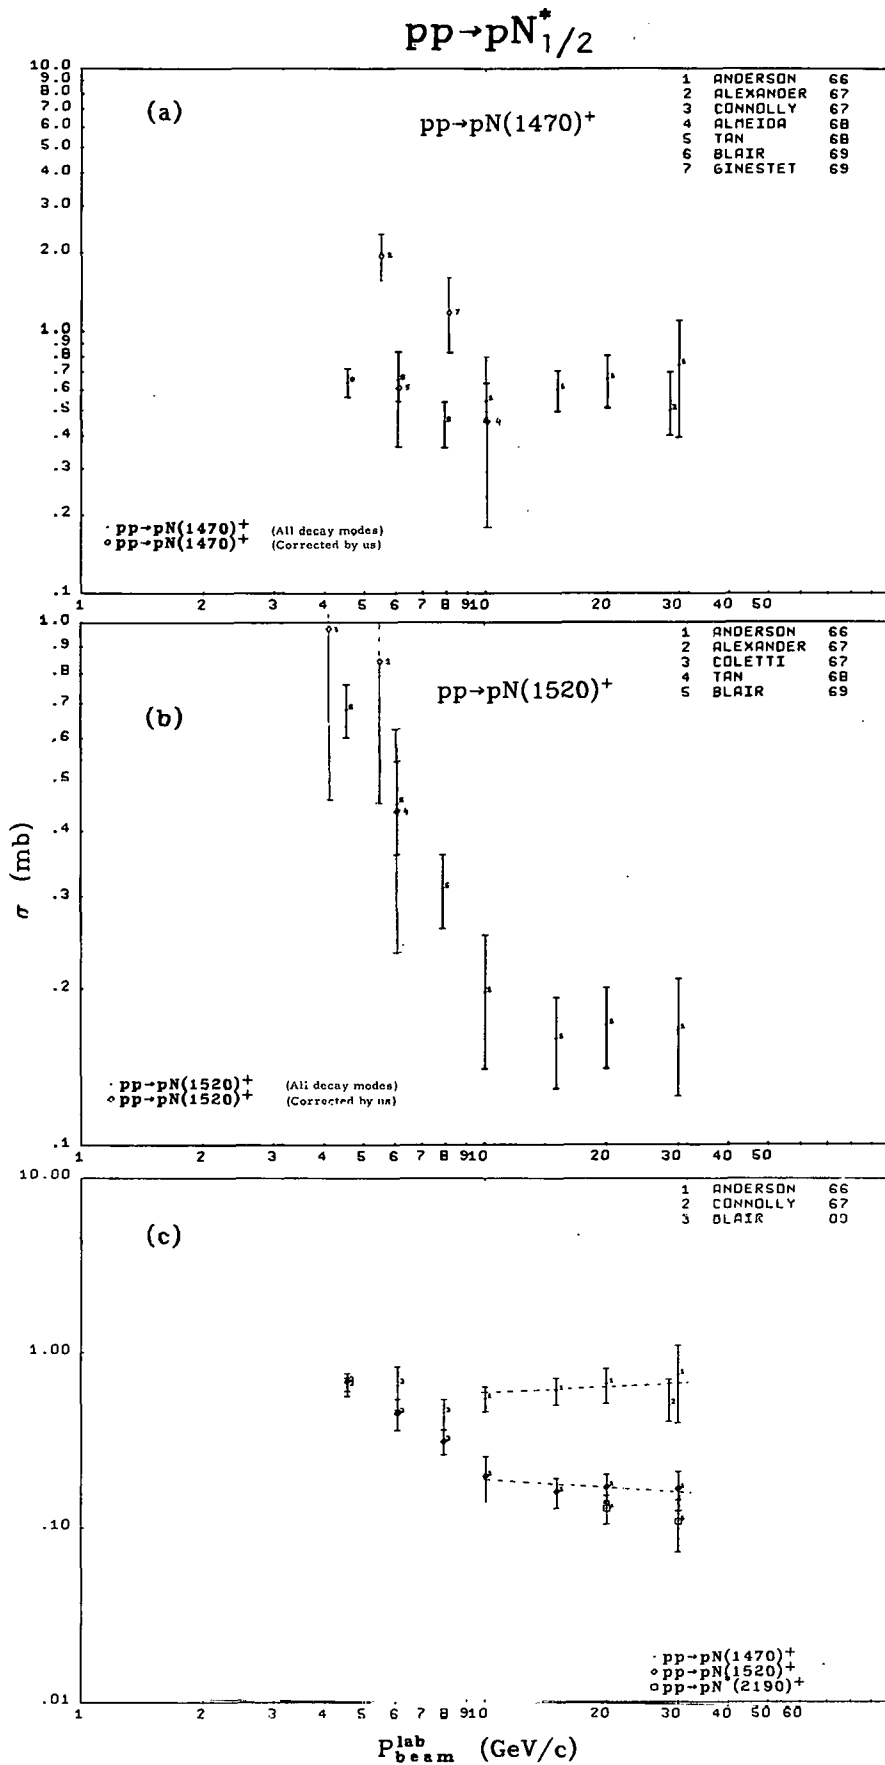 pp→pN*1/2
10.0
9.0
8.0
7.0
6.0
5.0
4.0
3.0
2.0
1.0
.9
.8
.7
.6
.5
.4
.3
.2
.1
(a)
pp→pN(1470)+
1 ANDERSON 66
2 ALEXANDER 67
3 CONNOLLY 67
4 ALMEIDA 68
5 TAN 68
6 BLAIR 69
7 GINESTET 69
· pp→pN(1470)+ (All decay modes)
o pp→pN(1470)+ (Corrected by us)
1 2 3 4 5 6 7 8 9 10 20 30 40 50
1.0
.9
.8
.7
.6
.5
.4
.3
.2
.1
(b)
pp→pN(1520)+
1 ANDERSON 66
2 ALEXANDER 67
3 COLETTI 67
4 TAN 68
5 BLAIR 69
σ (mb)
· pp→pN(1520)+ (All decay modes)
◇ pp→pN(1520)+ (Corrected by us)
1 2 3 4 5 6 7 8 9 10 20 30 40 50
10.00
1.00
.10
.01
(c)
1 ANDERSON 66
2 CONNOLLY 67
3 BLAIR
· pp→pN(1470)+
◇ pp→pN(1520)+
□ pp→pN*(2190)+
1 2 3 4 5 6 7 8 9 10 20 30 40 50 60
P lab beam (GeV/c)